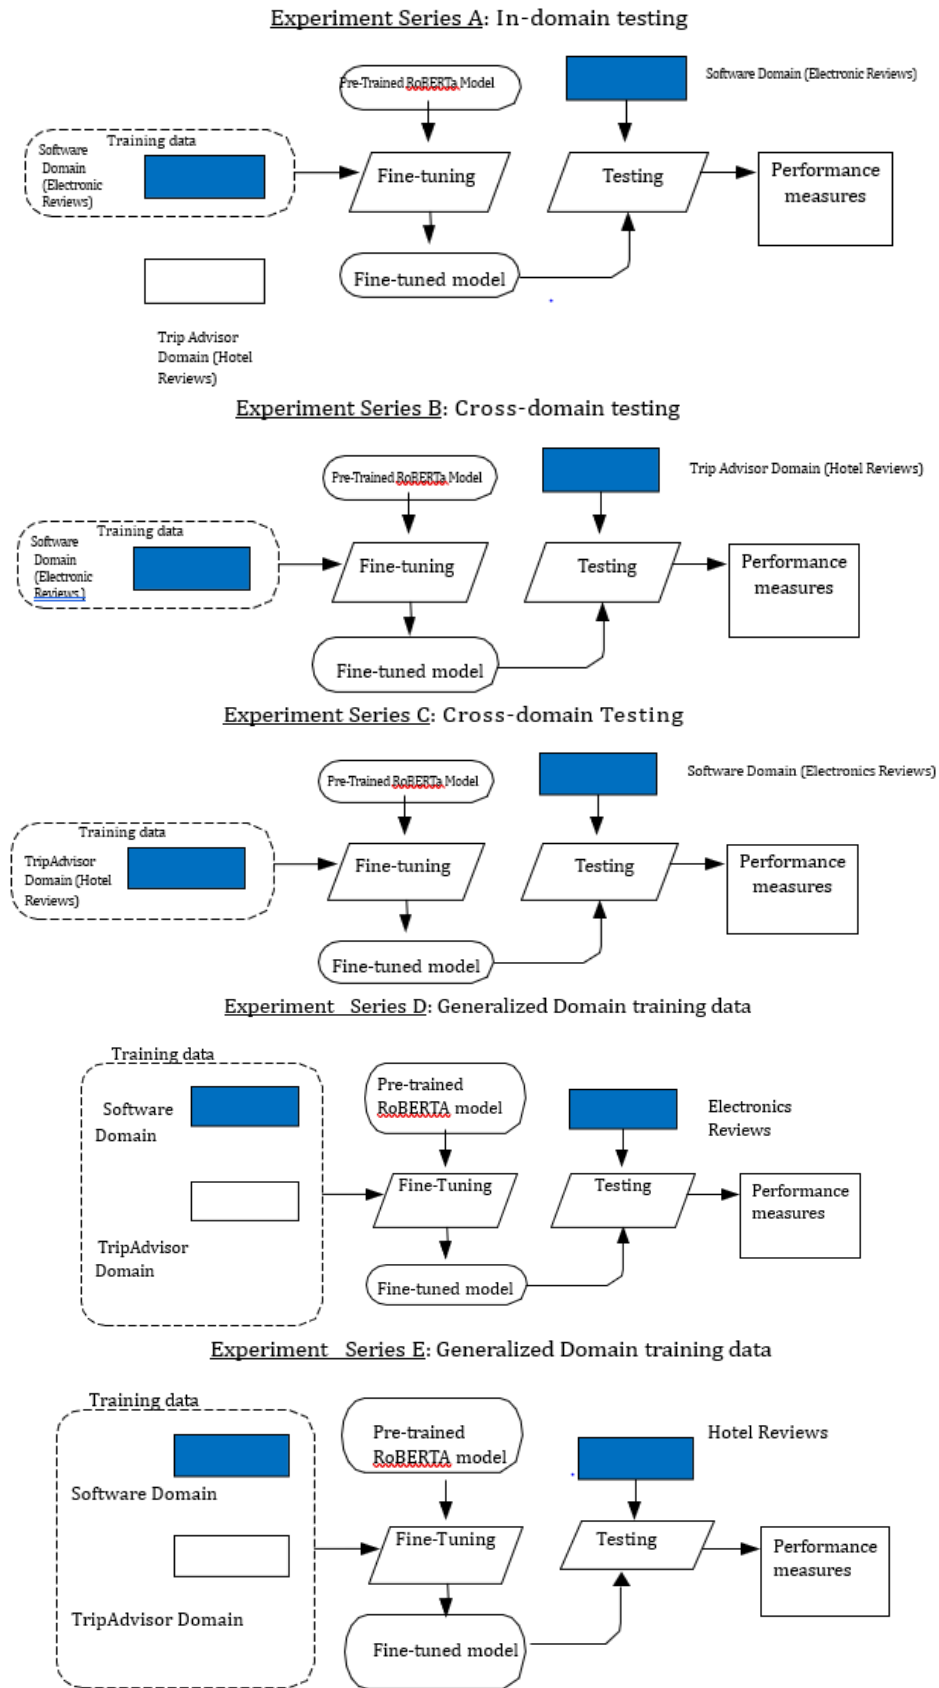 Experiment Series A: In-domain testing
Pre-Trained RoBERTa Model
Software Domain (Electronic Reviews)
Training data
Software
Domain
(Electronic
Reviews)
Fine-tuning
Testing
Performance
measures
Fine-tuned model
Trip Advisor
Domain (Hotel
Reviews)
Experiment Series B: Cross-domain testing
Pre-Trained RoBERTa Model
Trip Advisor Domain (Hotel Reviews)
Training data
Software
Domain
(Electronic
Reviews)
Fine-tuning
Testing
Performance
measures
Fine-tuned model
Experiment Series C: Cross-domain Testing
Pre-Trained RoBERTa Model
Software Domain (Electronics Reviews)
Training data
TripAdvisor
Domain (Hotel
Reviews)
Fine-tuning
Testing
Performance
measures
Fine-tuned model
Experiment Series D: Generalized Domain training data
Training data
Software
Domain
Pre-trained
RoBERTA model
Electronics
Reviews
Fine-Tuning
Testing
Performance
measures
TripAdvisor
Domain
Fine-tuned model
Experiment Series E: Generalized Domain training data
Training data
Software Domain
Pre-trained
RoBERTA model
Hotel Reviews
Fine-Tuning
Testing
Performance
measures
TripAdvisor Domain
Fine-tuned model